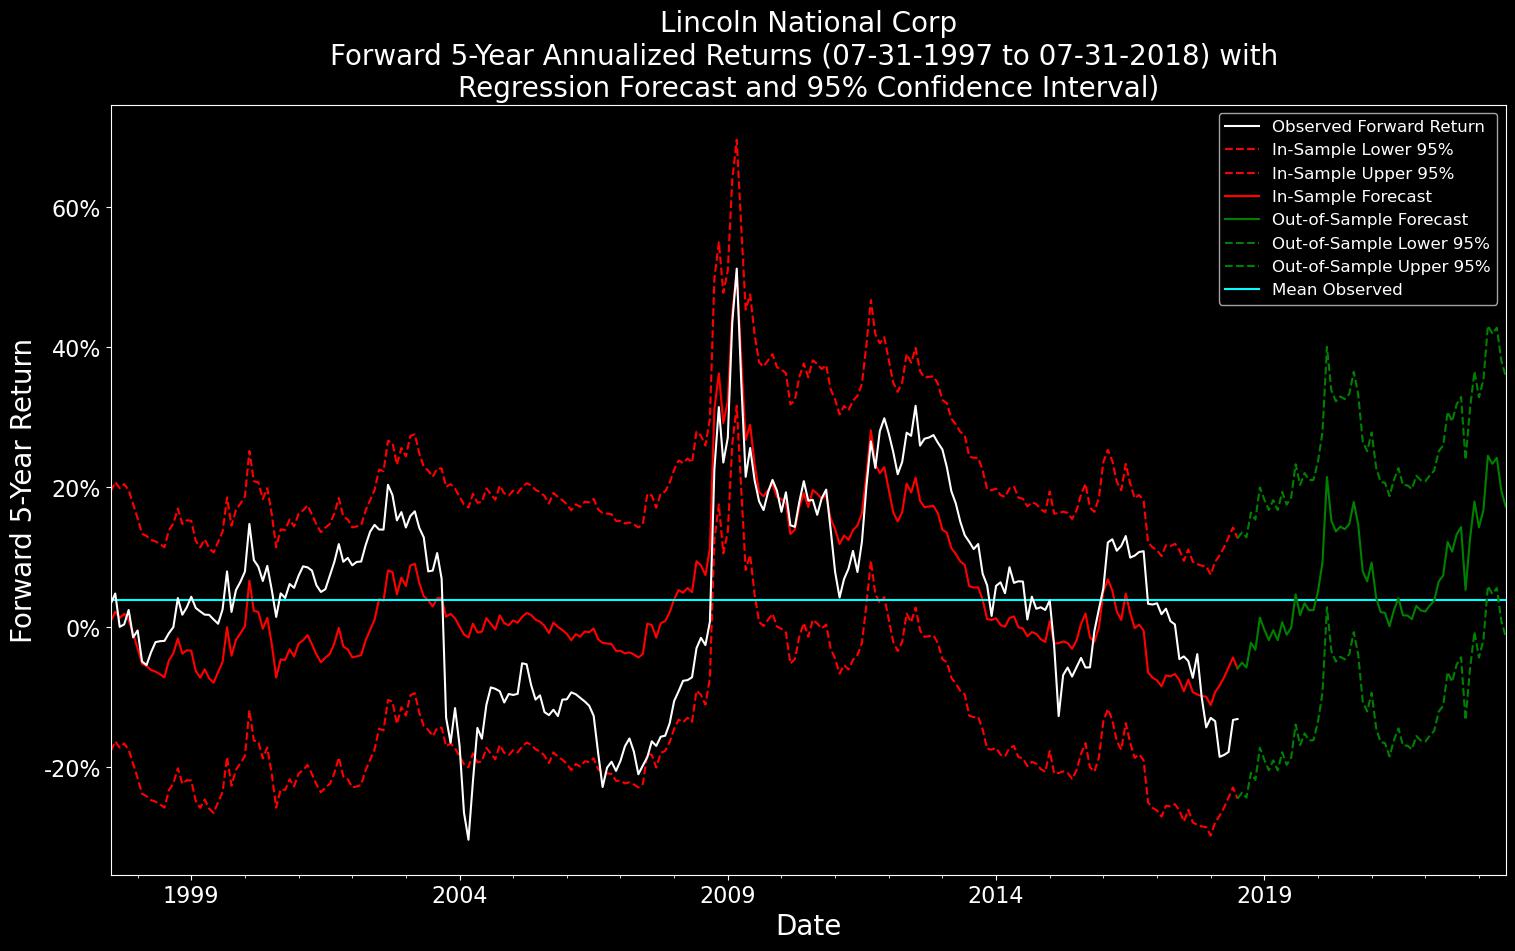 Lincoln National Corp
Forward 5-Year Annualized Returns (07-31-1997 to 07-31-2018) with
Regression Forecast and 95% Confidence Interval)
Observed Forward Return
In-Sample Lower 95%
In-Sample Upper 95%
In-Sample Forecast
Out-of-Sample Forecast
Out-of-Sample Lower 95%
Out-of-Sample Upper 95%
Mean Observed
Forward 5-Year Return
60%
40%
20%
0%
-20%
1999
2004
2009
2014
2019
Date